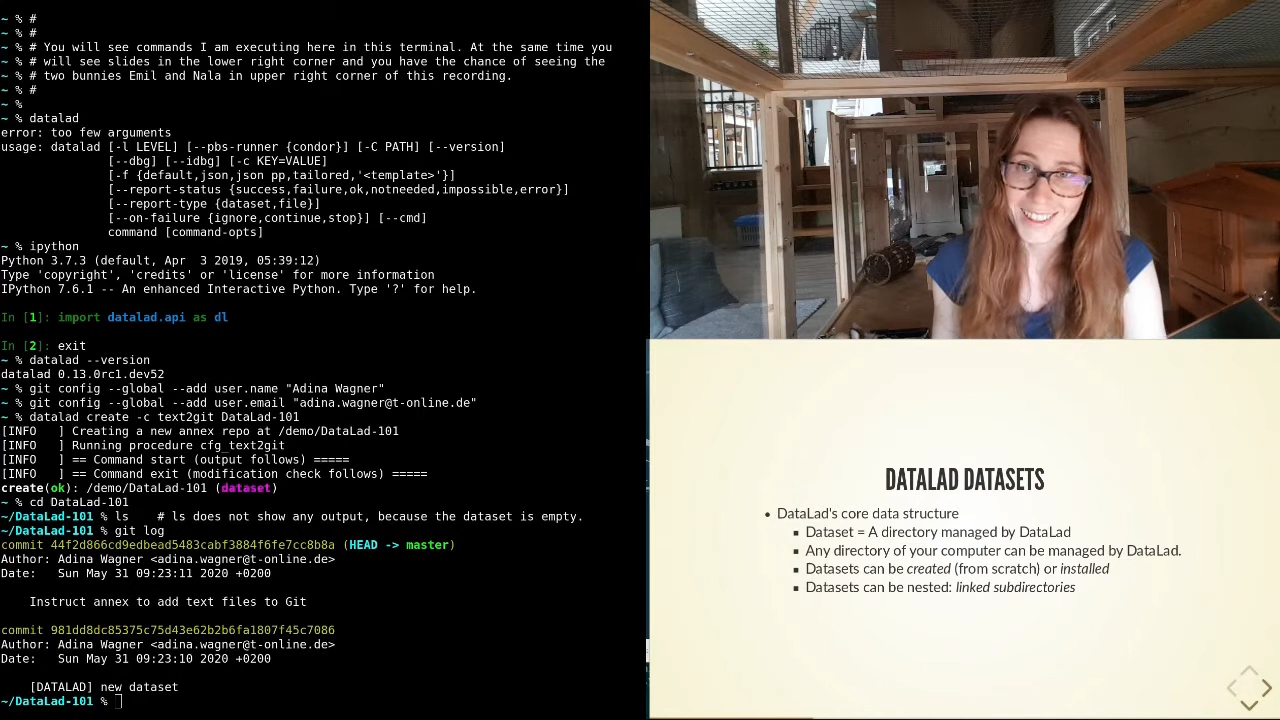 ~ % #
~ % #
~ % # You will see commands I am executing here in this terminal. At the same time you
~ % # will see slides in the lower right corner and you have the chance of seeing the
~ % # two hosts Adina and Nala in upper right corner of this recording.
~ % #
~ %
~ % datalad
error: too few arguments
usage: datalad [-l LEVEL] [--pbs-runner {condor}] [-C PATH] [--version]
[--dbg] [--idbg] [-c KEY=VALUE]
[-f {default,json,json_pp,tailored,'<template>'}]
[--report-status {success,failure,ok,notneeded,impossible,error}]
[--report-type {dataset,file}]
[--on-failure {ignore,continue,stop}] [--cmd]
command [command-opts]
~ % ipython
Python 3.7.3 (default, Apr  3 2019, 05:39:12)
Type 'copyright', 'credits' or 'license' for more information
IPython 7.6.1 -- An enhanced Interactive Python. Type '?' for help.
In [1]: import datalad.api as dl
In [2]: exit
~ % datalad --version
datalad 0.13.0rc1.dev52
~ % git config --global --add user.name "Adina Wagner"
~ % git config --global --add user.email "adina.wagner@t-online.de"
~ % datalad create -c text2git DataLad-101
[INFO   ] Creating a new annex repo at /demo/DataLad-101
[INFO   ] Running procedure cfg_text2git
[INFO   ] == Command start (output follows) =====
[INFO   ] == Command exit (modification check follows) =====
create(ok): /demo/DataLad-101 (dataset)
~ % cd DataLad-101
~/DataLad-101 % ls    # ls does not show any output, because the dataset is empty.
~/DataLad-101 % git log
commit 44f2d866cd9edbead5483cabf3884f6fe7cc8b8a (HEAD -> master)
Author: Adina Wagner <adina.wagner@t-online.de>
Date:   Sun May 31 09:23:11 2020 +0200
Instruct annex to add text files to Git
commit 981dd8dc85375c75d43e62b2b6fa1807f45c7086
Author: Adina Wagner <adina.wagner@t-online.de>
Date:   Sun May 31 09:23:10 2020 +0200
[DATALAD] new dataset
~/DataLad-101 %
DATALAD DATASETS
• DataLad's core data structure
▪ Dataset = A directory managed by DataLad
▪ Any directory of your computer can be managed by DataLad.
▪ Datasets can be created (from scratch) or installed
▪ Datasets can be nested: linked subdirectories